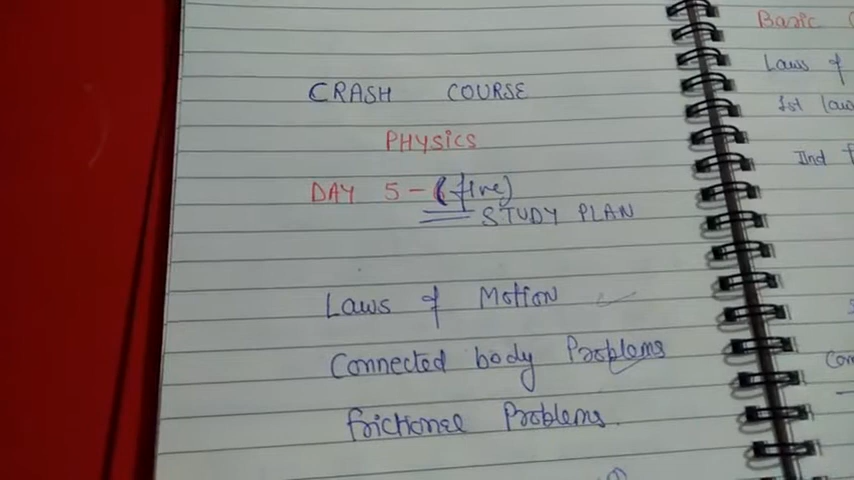 CRASH COURSE
PHYSICS
DAY 5 - (five)
STUDY PLAN
Laws of Motion
Connected body Problems
frictional Problems
Basic
Laws of
Ist law
IInd